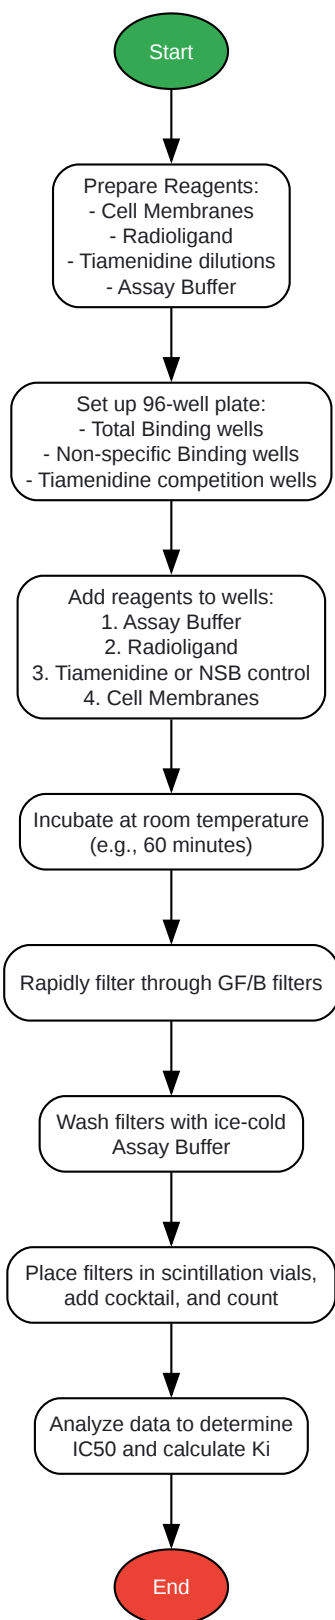 Start
Prepare Reagents:
- Cell Membranes
- Radioligand
- Tiamenidine dilutions
- Assay Buffer
Set up 96-well plate:
- Total Binding wells
- Non-specific Binding wells
- Tiamenidine competition wells
Add reagents to wells:
1. Assay Buffer
2. Radioligand
3. Tiamenidine or NSB control
4. Cell Membranes
Incubate at room temperature
(e.g., 60 minutes)
Rapidly filter through GF/B filters
Wash filters with ice-cold
Assay Buffer
Place filters in scintillation vials,
add cocktail, and count
Analyze data to determine
IC50 and calculate Ki
End